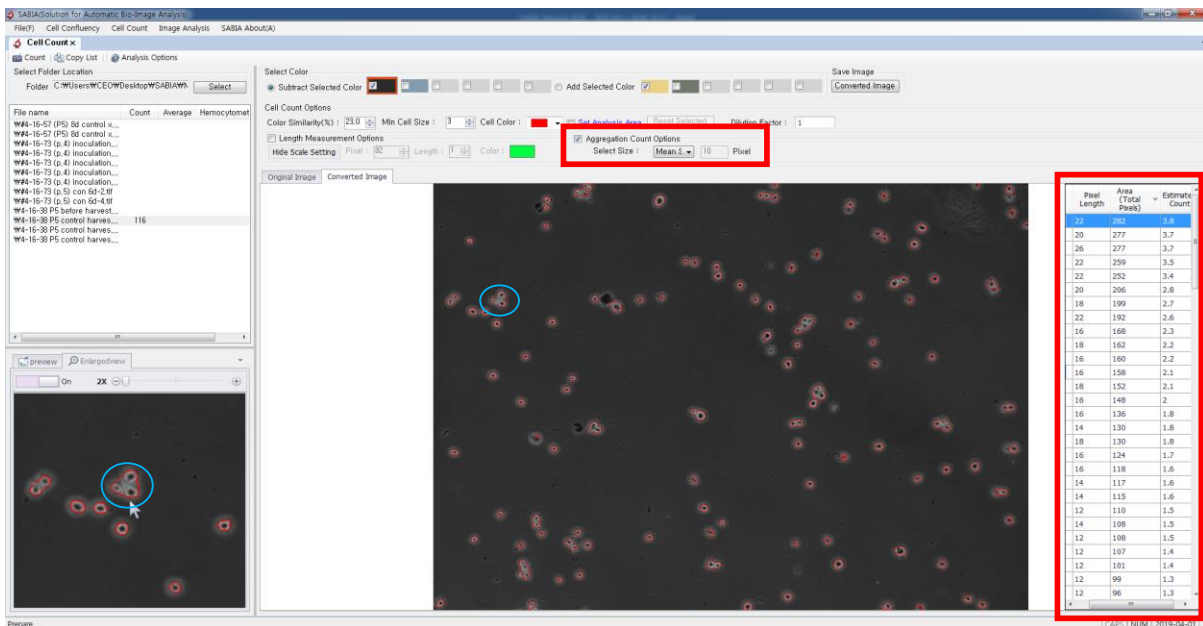 SABIA(Solution for Automatic Bio-Image Analysis)
File(F) Cell Confluency Cell Count Image Analysis SABIA About(A)
Cell Count ×
Count Copy List Analysis Options
Select Folder Location
Folder C:₩Users₩CEO₩Desktop₩SABIA₩ Select
File name Count Average Hemocytomet
₩#4-16-57 (P5) 8d control x,...
₩#4-16-57 (P5) 8d control x,...
₩#4-16-73 (p,4) inoculation,...
₩#4-16-73 (p,4) inoculation,...
₩#4-16-73 (p,4) inoculation,...
₩#4-16-73 (p,4) inoculation,...
₩#4-16-73 (p,4) inoculation,...
₩#4-16-73 (p,5) con 6d-2,tif
₩#4-16-73 (p,5) con 6d-4,tif
₩4-16-38 P5 before harvest,...
₩4-16-38 P5 control harves,... 116
₩4-16-38 P5 control harves,...
₩4-16-38 P5 control harves,...
preview Enlargedview
On 2X
Select Color
Subtract Selected Color Add Selected Color
Save Image
Converted Image
Cell Count Options
Color Similarity(%) : 23,0 Min Cell Size : 3 Cell Color : Set Analysis Area Reset Selected Dilution Factor : 1
Length Measurement Options
Hide Scale Setting Pixel : 82 Length : 1 Color :
Aggregation Count Options
Select Size : Mean.S.. 10 Pixel
Original Image Converted Image
Pixel Length Area (Total Pixels) Estimate Count
22 282 3.8
20 277 3.7
26 277 3.7
22 259 3.5
22 252 3.4
20 206 2.8
18 199 2.7
22 192 2.6
16 168 2.3
18 162 2.2
16 160 2.2
16 158 2.1
18 152 2.1
16 148 2
16 136 1.8
14 130 1.8
18 130 1.8
16 124 1.7
16 118 1.6
14 117 1.6
14 115 1.6
12 110 1.5
14 108 1.5
12 108 1.5
12 107 1.4
12 101 1.4
12 99 1.3
12 96 1.3
Prepare
CAPS NUM 2019-04-01